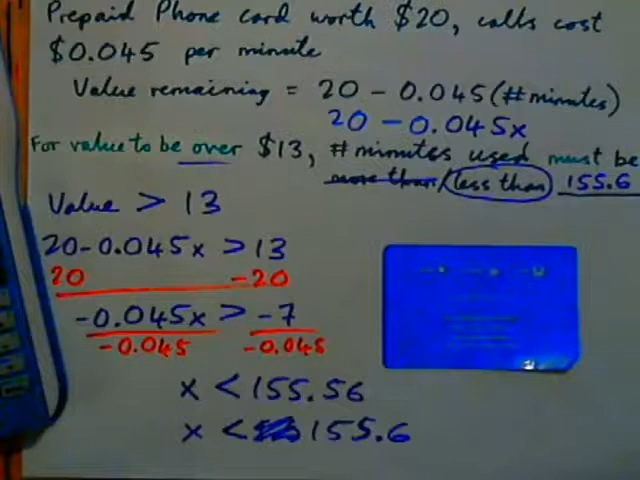 Prepaid Phone card worth $20, calls cost
$0.045 per minute
Value remaining = 20 - 0.045 (# minutes)
20 - 0.045x
For value to be over $13, # minutes used must be
more than / less than 155.6
Value > 13
20 - 0.045x > 13
20 -20
-0.045x > -7
-0.045 -0.045
x < 155.56
x < 155.6